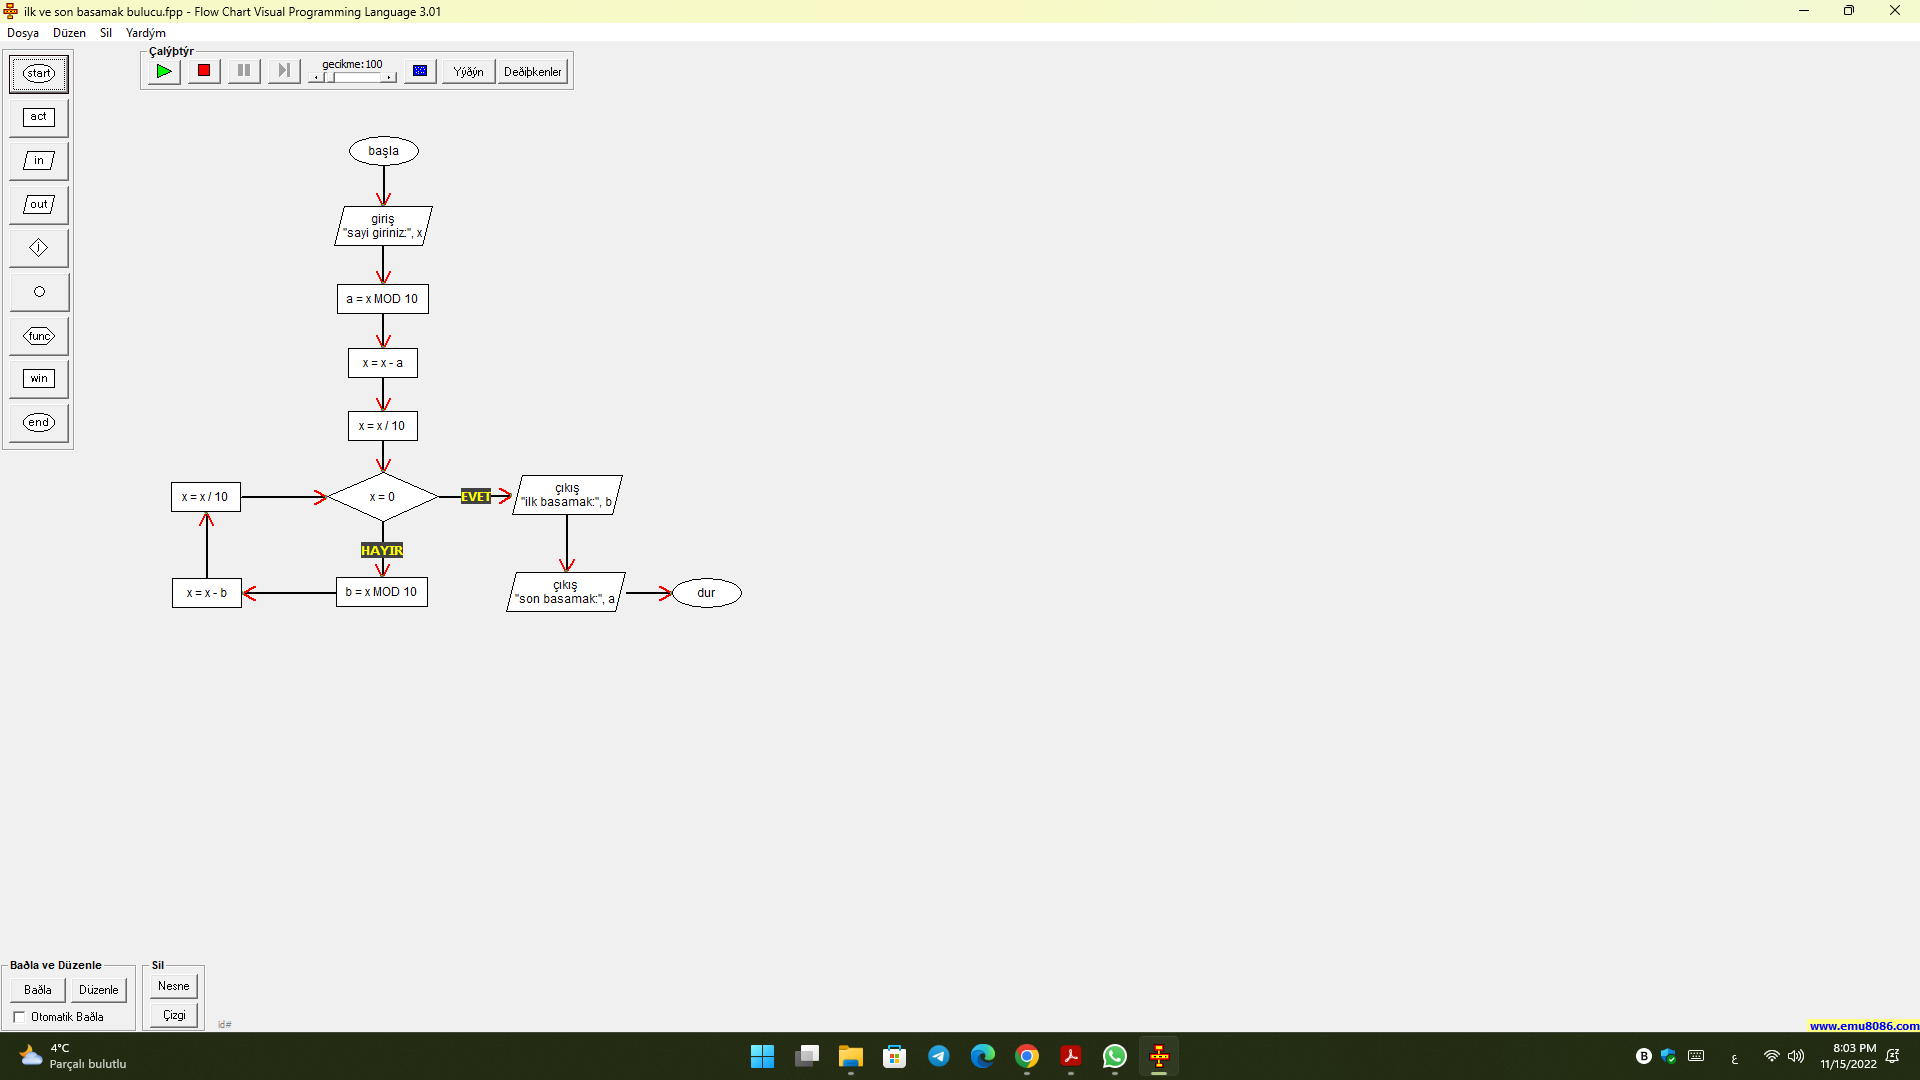 ilk ve son basamak bulucu.fpp - Flow Chart Visual Programming Language 3.01
Dosya Düzen Sil Yardým
Çalýþtýr
gecikme:100
Yýðýn
Deðiþkenler
start
act
in
out
j
func
win
end
başla
giriş
"sayi giriniz:", x
a = x MOD 10
x = x - a
x = x / 10
x = x / 10
x = 0
EVET
çıkış
"ilk basamak:", b
HAYIR
x = x - b
b = x MOD 10
çıkış
"son basamak:", a
dur
Baðla ve Düzenle
Baðla
Düzenle
Otomatik Baðla
Sil
Nesne
Çizgi
id#
www.emu8086.com
4°C
Parçalı bulutlu
B
ع
8:03 PM
11/15/2022